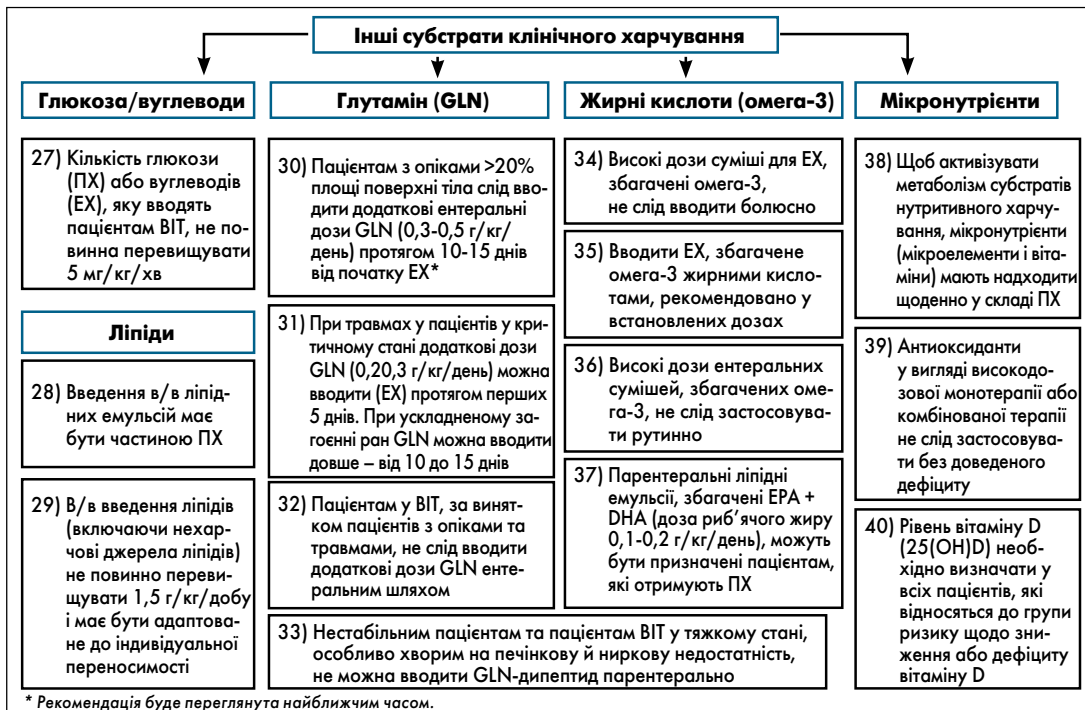 Інші субстрати клінічного харчування
Глюкоза/вуглеводи
27) Кількість глюкози
(ПХ) або вуглеводів
(ЕХ), яку вводять
пацієнтам ВІТ, не по-
винна перевищувати
5 мг/кг/хв
Ліпіди
28) Введення в/в ліпід-
них емульсій має
бути частиною ПХ
29) В/в введення ліпідів
(включаючи нехар-
чові джерела ліпідів)
не повинно переви-
щувати 1,5 г/кг/добу
і має бути адаптова-
не до індивідуальної
переносимості
Глутамін (GLN)
30) Пацієнтам з опіками >20%
площі поверхні тіла слід вво-
дити додаткові ентеральні
дози GLN (0,3-0,5 г/кг/
день) протягом 10-15 днів
від початку ЕХ*
31) При травмах у пацієнтів у кри-
тичному стані додаткові дози
GLN (0,20,3 г/кг/день) можна
вводити (ЕХ) протягом перших
5 днів. При ускладненому за-
гоєнні ран GLN можна вводити
довше – від 10 до 15 днів
32) Пацієнтам у ВІТ, за винят-
ком пацієнтів з опіками та
травмами, не слід вводити
додаткові дози GLN енте-
ральним шляхом
33) Нестабільним пацієнтам та пацієнтам ВІТ у тяжкому стані,
особливо хворим на печінкову й ниркову недостатність,
не можна вводити GLN-дипептид парентерально
Жирні кислоти (омега-3)
34) Високі дози суміші для ЕХ,
збагачені омега-3,
не слід вводити болюсно
35) Вводити ЕХ, збагачене
омега-3 жирними кисло-
тами, рекомендовано у
встановлених дозах
36) Високі дози ентеральних
сумішей, збагачених оме-
га-3, не слід застосовува-
ти рутинно
37) Парентеральні ліпідні
емульсії, збагачені EPA +
DHA (доза риб’ячого жиру
0,1-0,2 г/кг/день), можуть
бути призначені пацієнтам,
які отримують ПХ
Мікронутрієнти
38) Щоб активізувати
метаболізм субстратів
нутритивного харчу-
вання, мікронутрієнти
(мікроелементи і віта-
міни) мають надходити
щоденно у складі ПХ
39) Антиоксиданти
у вигляді високодо-
зової монотерапії або
комбінованої терапії
не слід застосовува-
ти без доведеного
дефіциту
40) Рівень вітаміну D
(25(ОН)D) необ-
хідно визначати у
всіх пацієнтів, які
відносяться до групи
ризику щодо зни-
ження або дефіциту
вітаміну D
* Рекомендація буде переглянута найближчим часом.